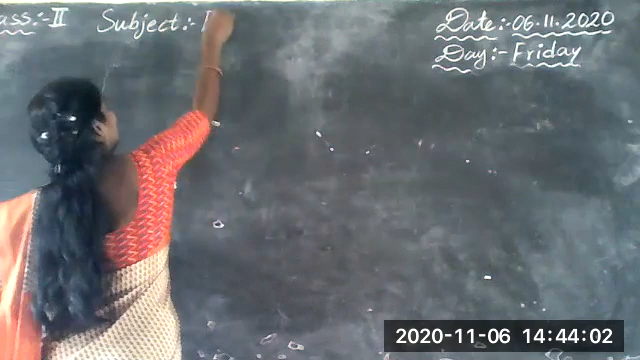 ass:- II Subject:-
Date:- 06.11.2020
Day:- Friday
2020-11-06 14:44:02